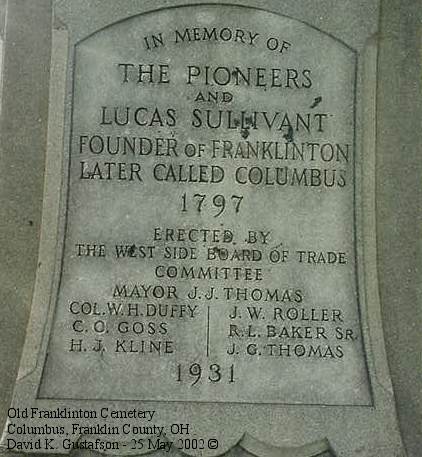 IN MEMORY OF
THE PIONEERS
AND
LUCAS SULLIVANT
FOUNDER OF FRANKLINTON
LATER CALLED COLUMBUS
1797
ERECTED BY
THE WEST SIDE BOARD OF TRADE
COMMITTEE
MAYOR J. J. THOMAS
COL. W. H. DUFFY
C. O. GOSS
H. J. KLINE
J. W. ROLLER
R. L. BAKER SR.
J. G. THOMAS
1931
Old Franklinton Cemetery
Columbus, Franklin County, OH
David K. Gustafson - 25 May 2002 ©